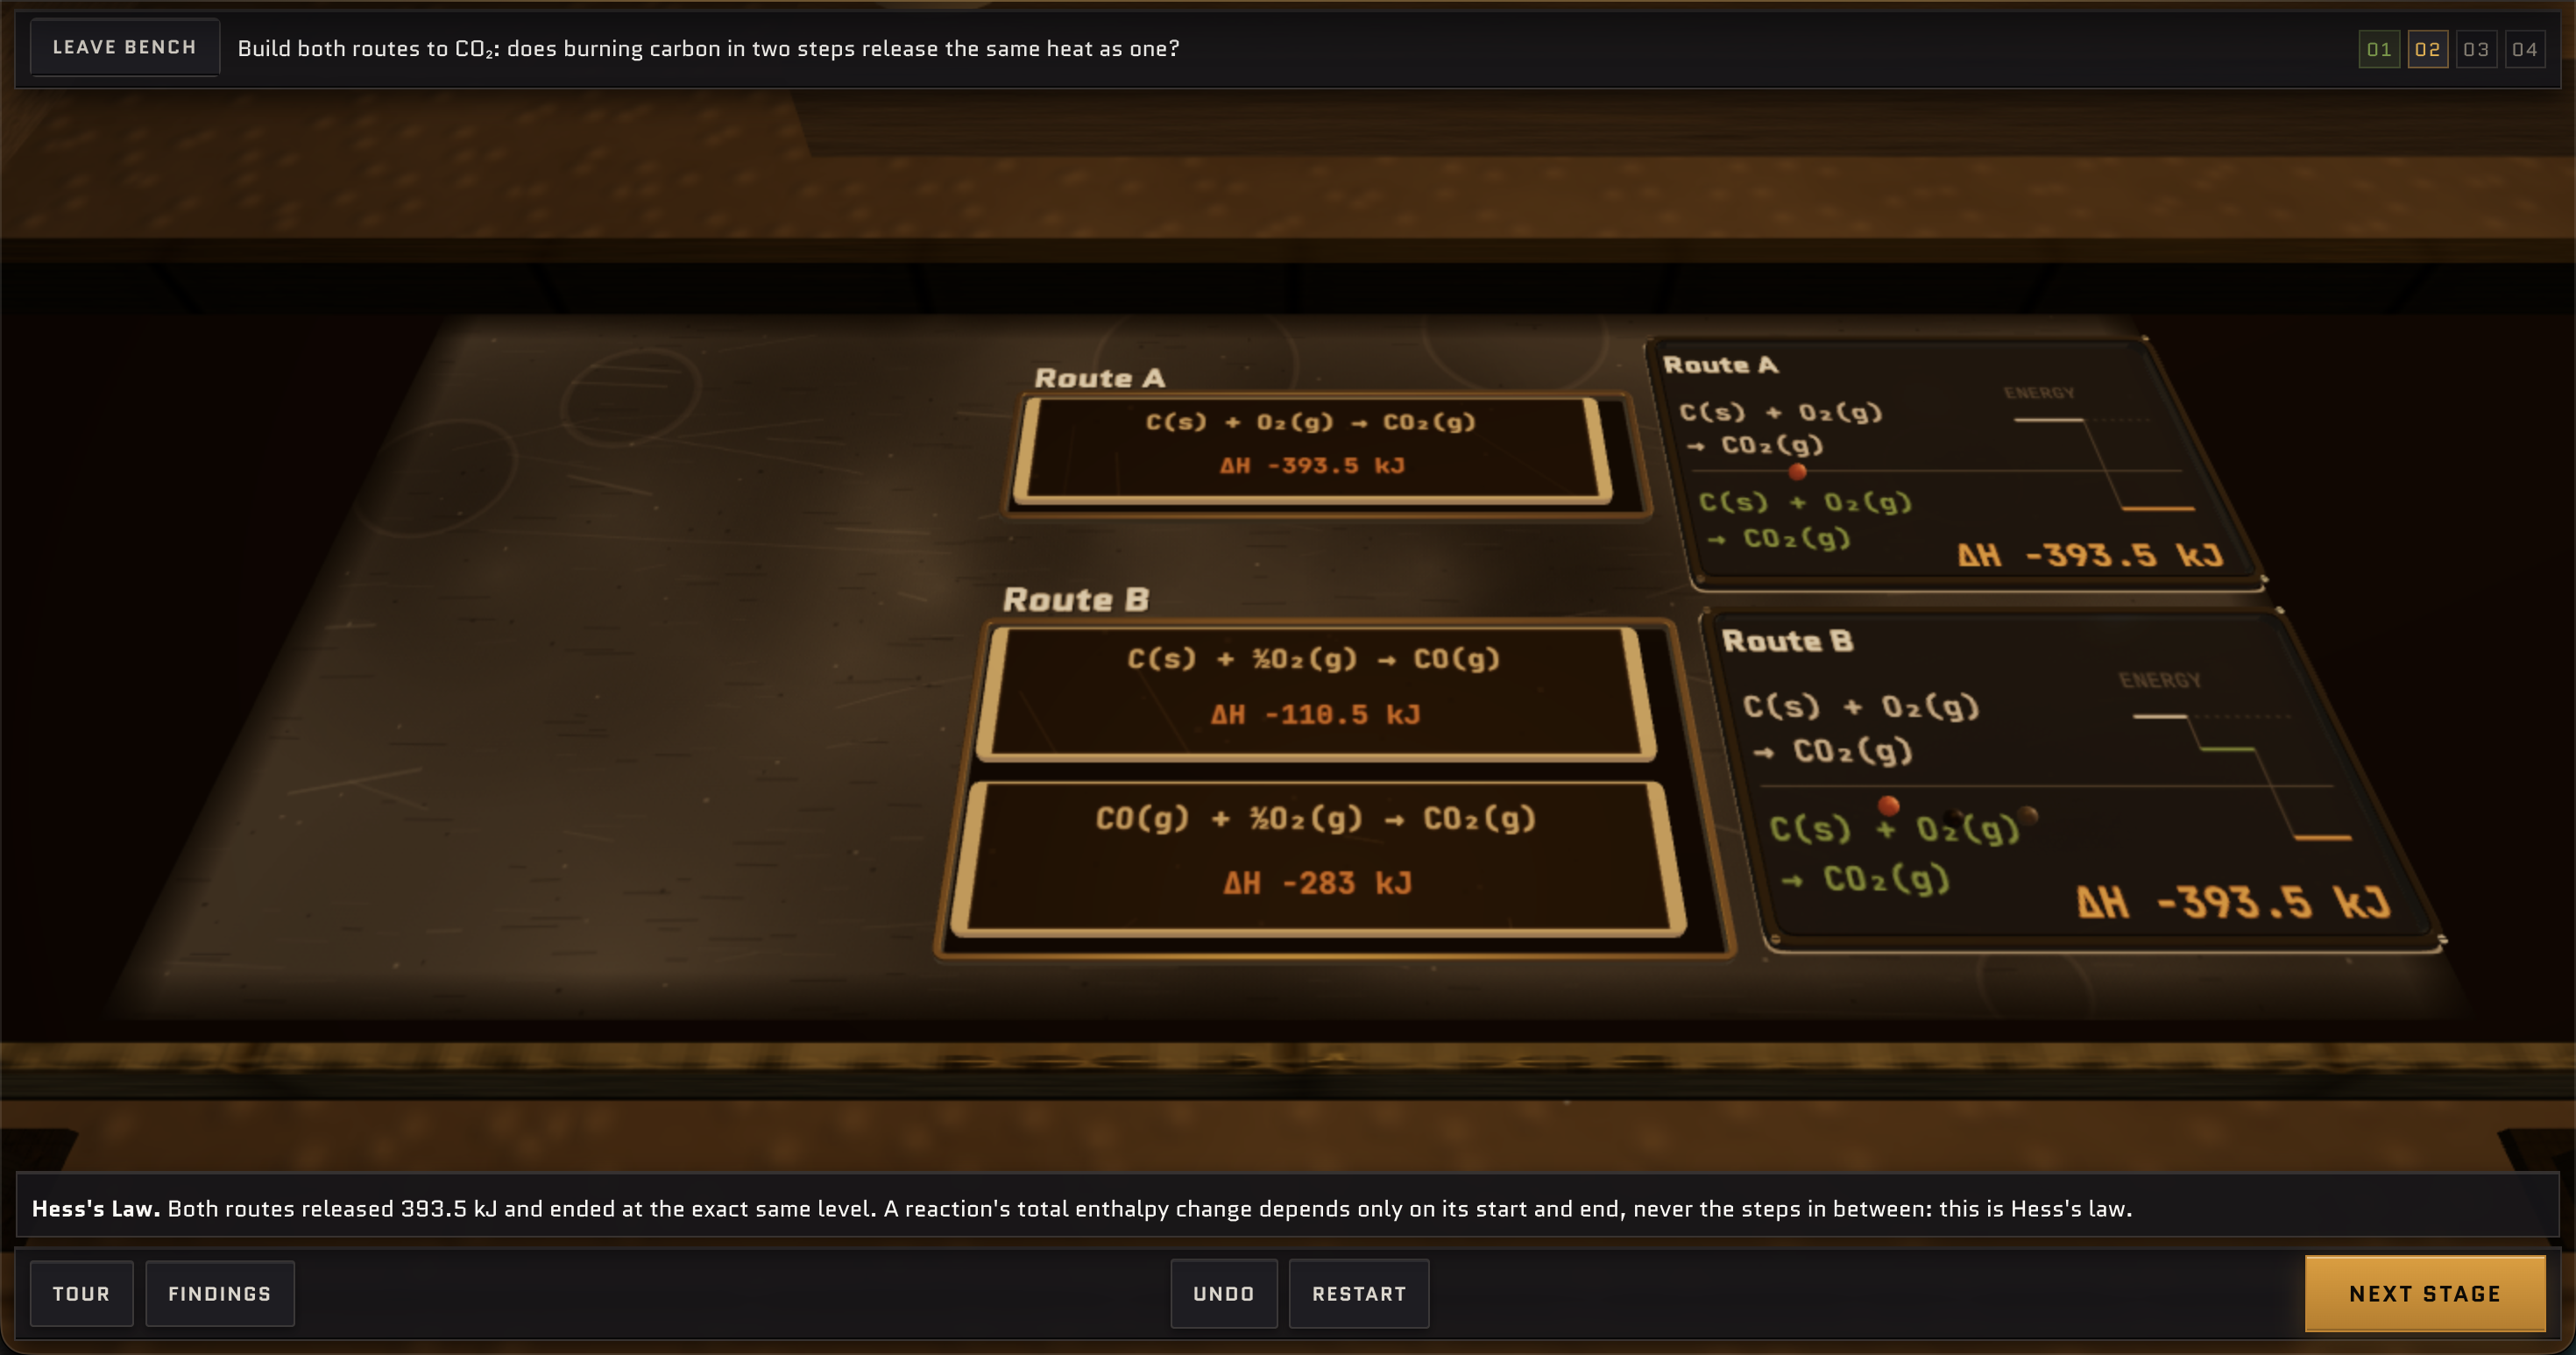 LEAVE BENCH
Build both routes to CO₂: does burning carbon in two steps release the same heat as one?
01 02 03 04
Route A
C(s) + O₂(g) → CO₂(g)
ΔH -393.5 kJ
Route A
ENERGY
C(s) + O₂(g)
→ CO₂(g)
C(s) + O₂(g)
→ CO₂(g)
ΔH -393.5 kJ
Route B
C(s) + ½O₂(g) → CO(g)
ΔH -110.5 kJ
CO(g) + ½O₂(g) → CO₂(g)
ΔH -283 kJ
Route B
ENERGY
C(s) + O₂(g)
→ CO₂(g)
C(s) + O₂(g)
→ CO₂(g)
ΔH -393.5 kJ
Hess's Law. Both routes released 393.5 kJ and ended at the exact same level. A reaction's total enthalpy change depends only on its start and end, never the steps in between: this is Hess's law.
TOUR
FINDINGS
UNDO
RESTART
NEXT STAGE